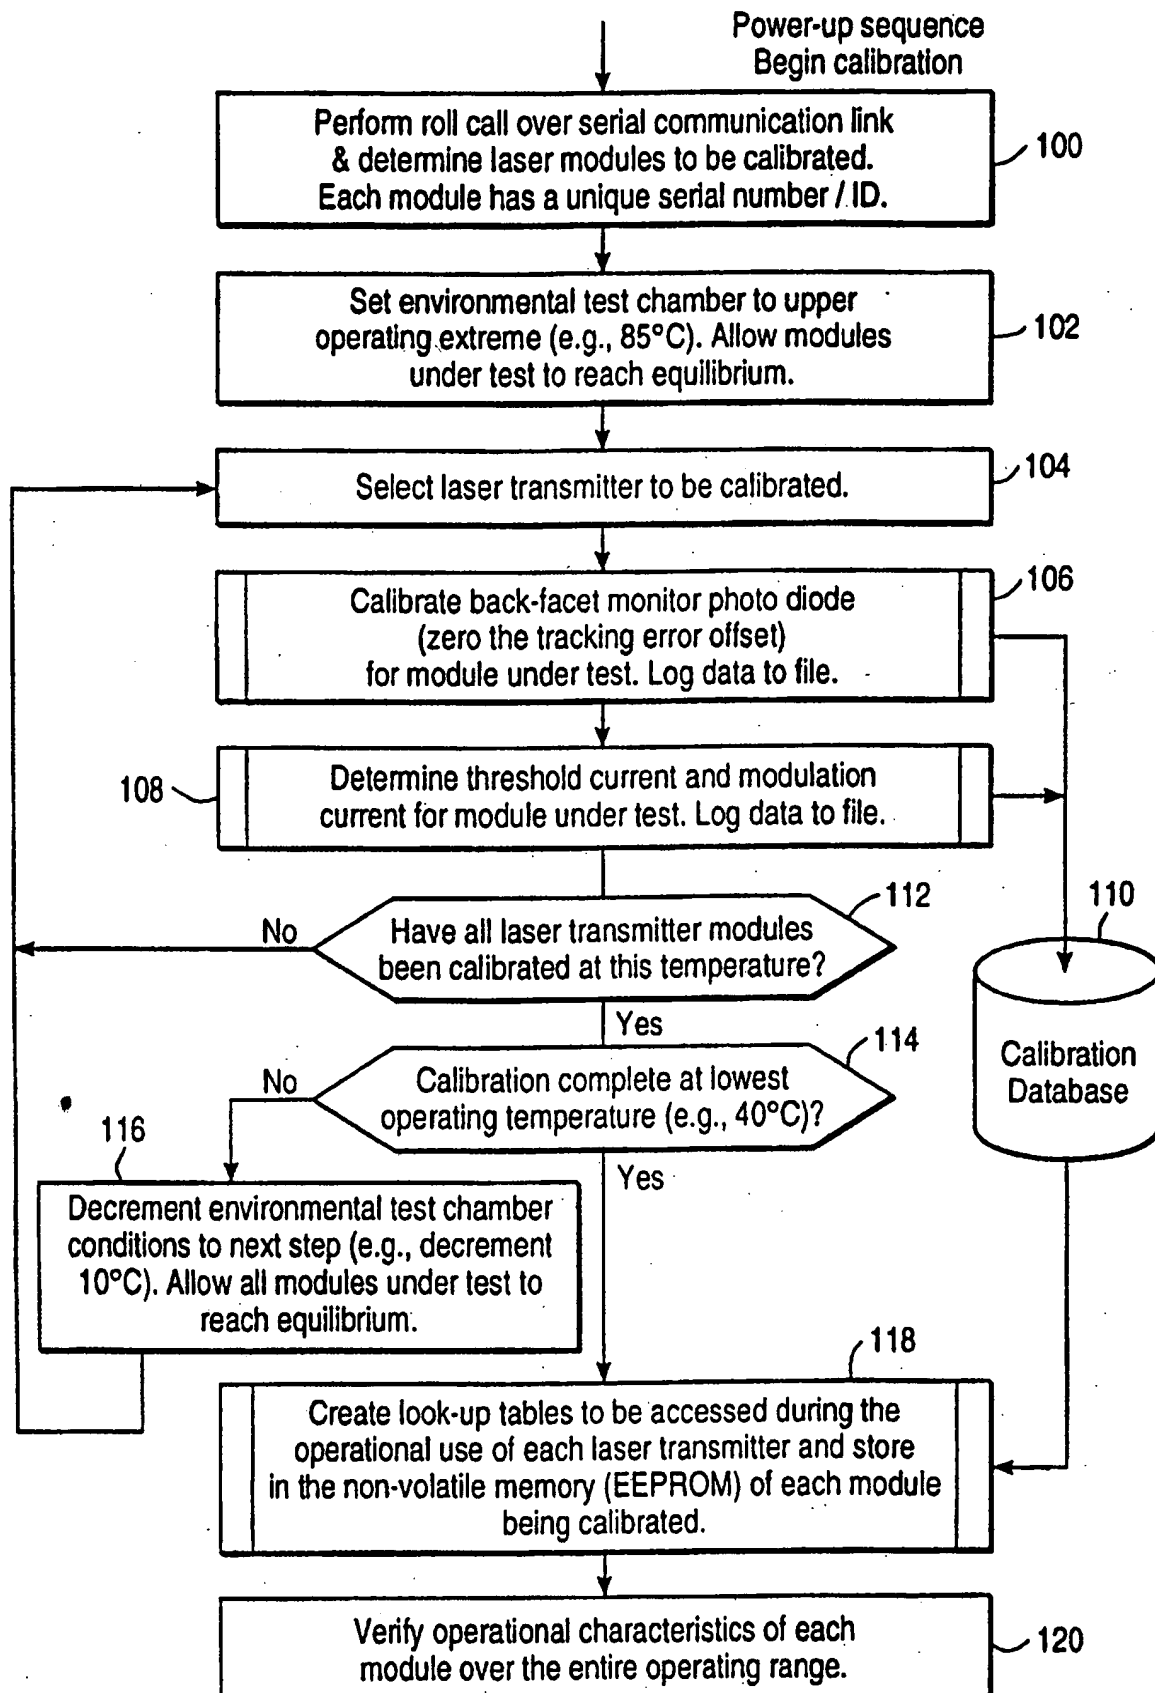 Power-up sequence
Begin calibration
Perform roll call over serial communication link
& determine laser modules to be calibrated.
Each module has a unique serial number / ID.
100
Set environmental test chamber to upper
operating extreme (e.g., 85°C). Allow modules
under test to reach equilibrium.
102
Select laser transmitter to be calibrated.
104
Calibrate back-facet monitor photo diode
(zero the tracking error offset)
for module under test. Log data to file.
106
Determine threshold current and modulation
current for module under test. Log data to file.
108
Have all laser transmitter modules
been calibrated at this temperature?
112
No
Yes
110
Calibration
Database
Calibration complete at lowest
operating temperature (e.g., 40°C)?
114
No
Yes
116
Decrement environmental test chamber
conditions to next step (e.g., decrement
10°C). Allow all modules under test to
reach equilibrium.
118
Create look-up tables to be accessed during the
operational use of each laser transmitter and store
in the non-volatile memory (EEPROM) of each module
being calibrated.
Verify operational characteristics of each
module over the entire operating range.
120